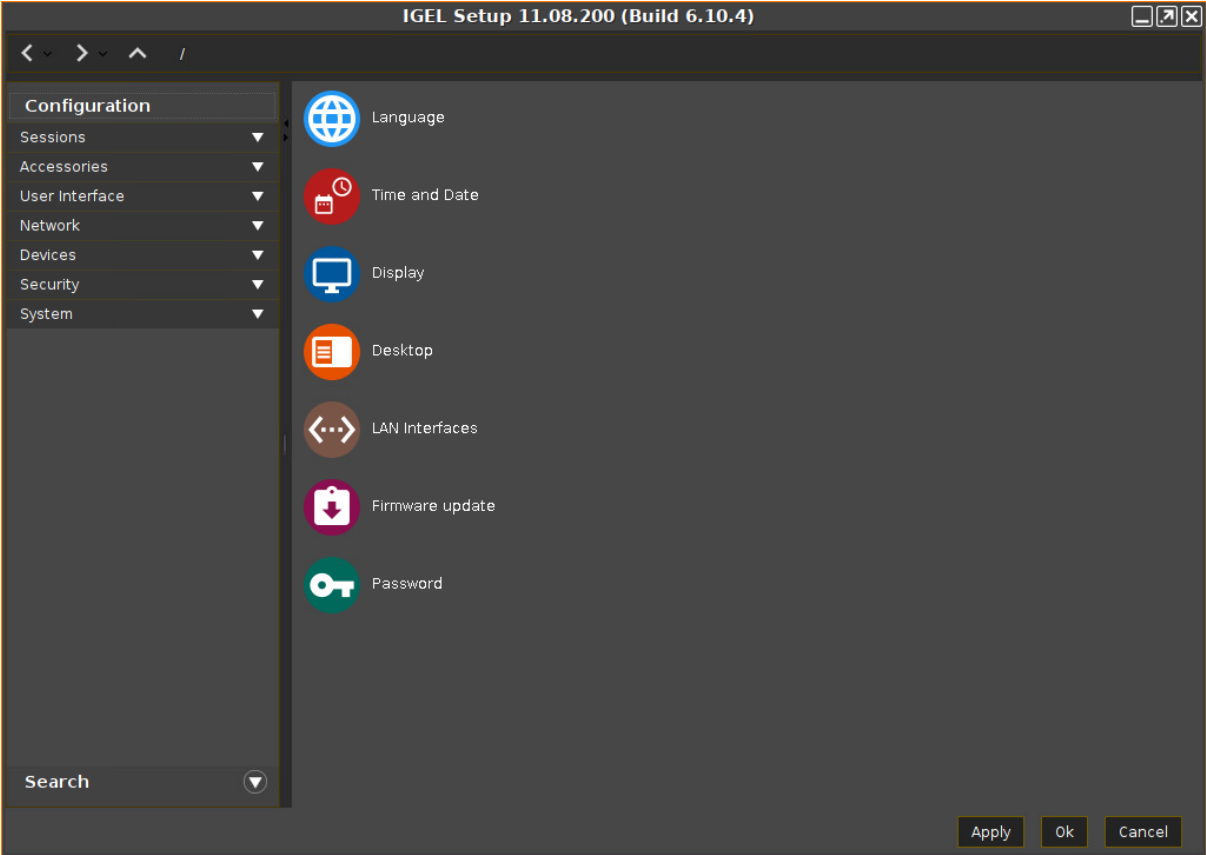 IGEL Setup 11.08.200 (Build 6.10.4)
/
Configuration
Sessions
Accessories
User Interface
Network
Devices
Security
System
Search
Language
Time and Date
Display
Desktop
LAN Interfaces
Firmware update
Password
Apply
Ok
Cancel